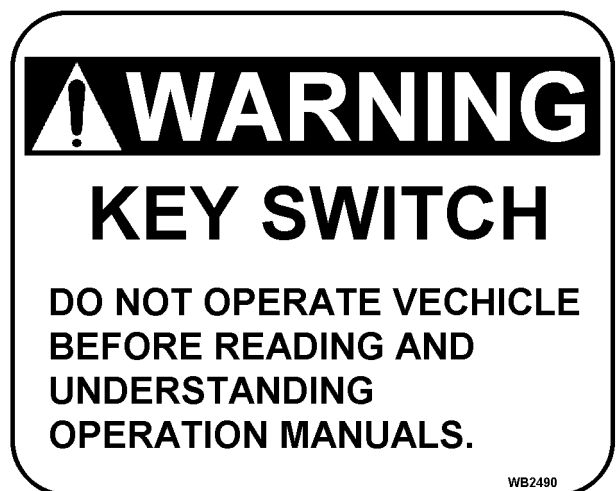 WARNING
KEY SWITCH
DO NOT OPERATE VECHICLE
BEFORE READING AND
UNDERSTANDING
OPERATION MANUALS.
WB2490